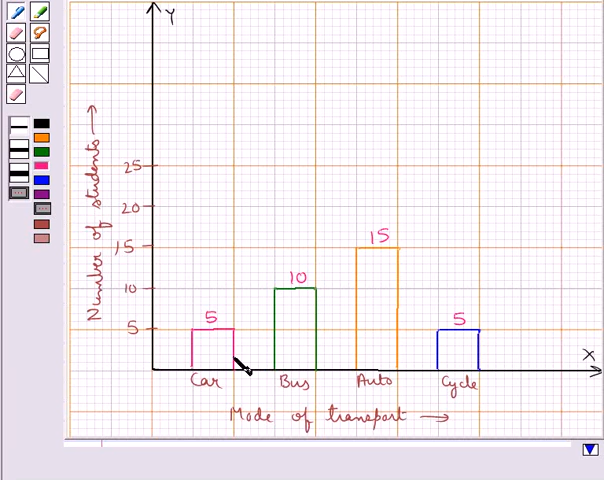 Y
Number of students →
25
20
15
10
5
5
10
15
5
X
Car Bus Auto Cycle
Mode of transport →